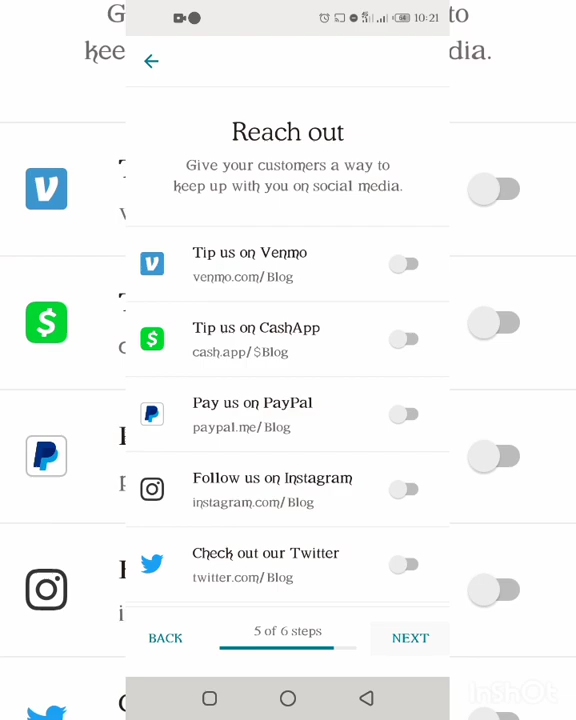 10:21
Reach out
Give your customers a way to
keep up with you on social media.
Tip us on Venmo
venmo.com/Blog
Tip us on CashApp
cash.app/$Blog
Pay us on PayPal
paypal.me/Blog
Follow us on Instagram
instagram.com/Blog
Check out our Twitter
twitter.com/Blog
BACK
5 of 6 steps
NEXT
InShOt